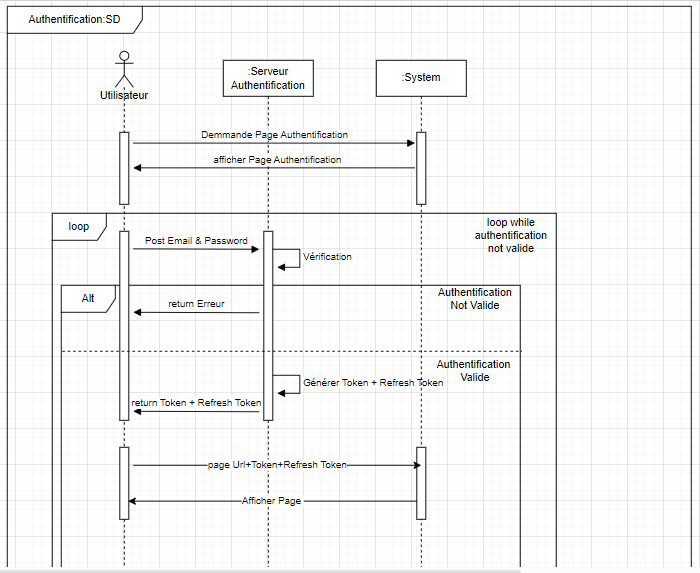 Authentification:SD
:Serveur
Authentification
:System
Utilisateur
Demmande Page Authentification
afficher Page Authentification
loop
loop while
authentification
not valide
Post Email & Password
Vérification
Alt
Authentification
Not Valide
return Erreur
Authentification
Valide
Générer Token + Refresh Token
return Token + Refresh Token
page Url+Token+Refresh Token
Afficher Page